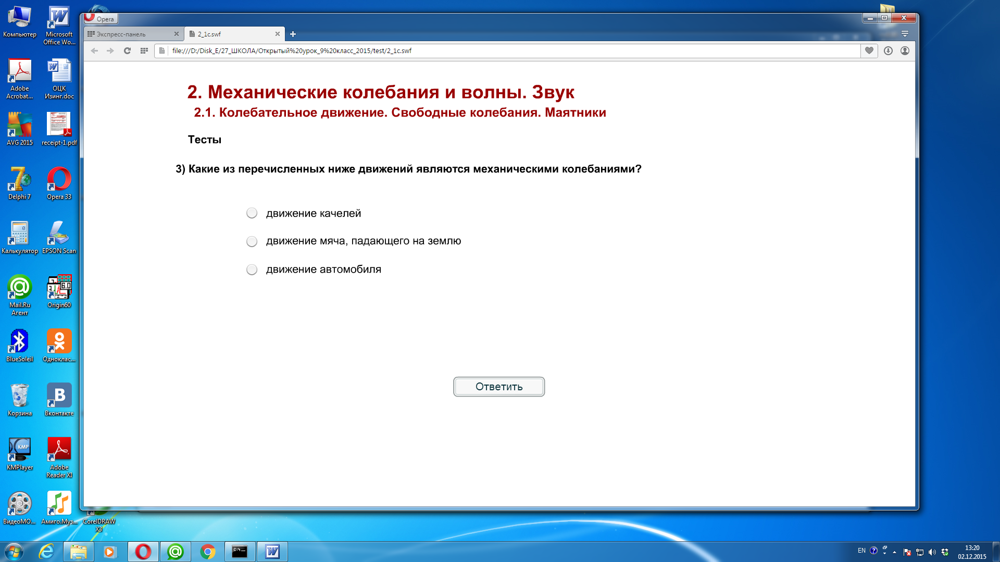 Opera
Экспресс-панель
2_1c.swf
file:///D:/Disk_E/27_ШКОЛА/Открытый%20урок_9%20класс_2015/test/2_1c.swf
2. Механические колебания и волны. Звук
2.1. Колебательное движение. Свободные колебания. Маятники
Тесты
3) Какие из перечисленных ниже движений являются механическими колебаниями?
движение качелей
движение мяча, падающего на землю
движение автомобиля
Ответить
Компьютер
Microsoft
Office Wo...
Adobe
Acrobat...
ОЦК
Изинг.doc
AVG 2015
receipt-1.pdf
Delphi 7
Opera 33
Калькулятор
EPSON Scan
Mail.Ru
Агент
Origin60
BlueSoleil
Одноклас...
Корзина
Вконтакте
KMPlayer
Adobe
Reader XI
ВидеоМО...
Амиго.Муз...
CorelDRAW
X3
EN
13:20
02.12.2015